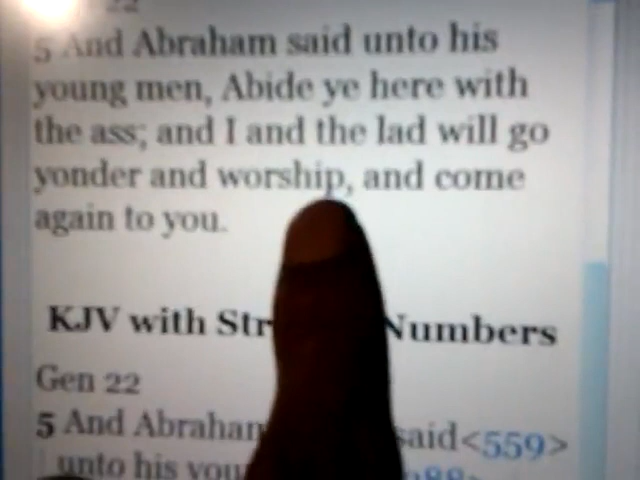 22
5 And Abraham said unto his
young men, Abide ye here with
the ass; and I and the lad will go
yonder and worship, and come
again to you.
KJV with Str Numbers
Gen 22
5 And Abraham said<559>
unto his you